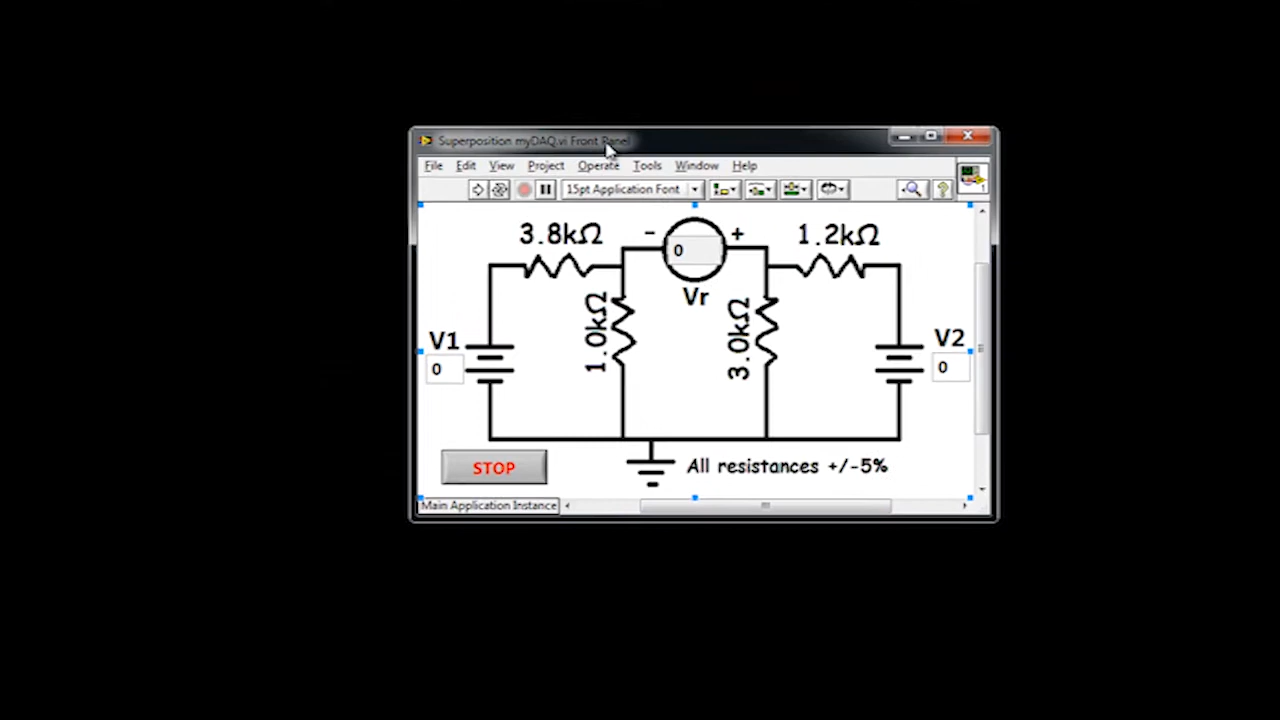 Superposition myDAQ.vi Front Panel
File Edit View Project Operate Tools Window Help
15pt Application Font
1
3.8kΩ - 0 + 1.2kΩ
Vr
1.0kΩ 3.0kΩ
V1 V2
0 0
STOP All resistances +/-5%
Main Application Instance